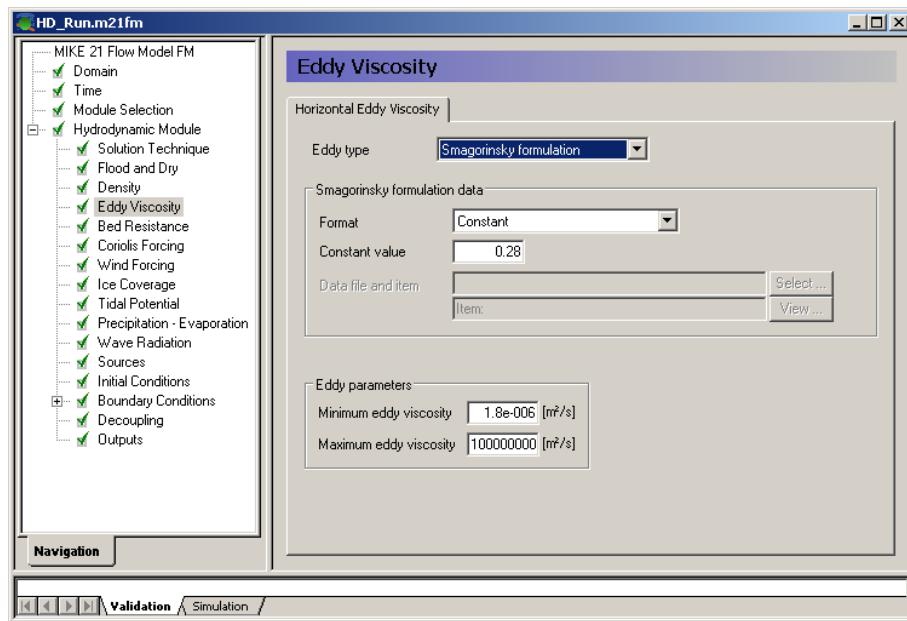 HD_Run.m21fm
MIKE 21 Flow Model FM
Domain
Time
Module Selection
Hydrodynamic Module
Solution Technique
Flood and Dry
Density
Eddy Viscosity
Bed Resistance
Coriolis Forcing
Wind Forcing
Ice Coverage
Tidal Potential
Precipitation - Evaporation
Wave Radiation
Sources
Initial Conditions
Boundary Conditions
Decoupling
Outputs
Navigation
Eddy Viscosity
Horizontal Eddy Viscosity
Eddy type Smagorinsky formulation
Smagorinsky formulation data
Format Constant
Constant value 0.28
Data file and item Select ...
Item: View ...
Eddy parameters
Minimum eddy viscosity 1.8e-006 [m²/s]
Maximum eddy viscosity 100000000 [m²/s]
Validation Simulation